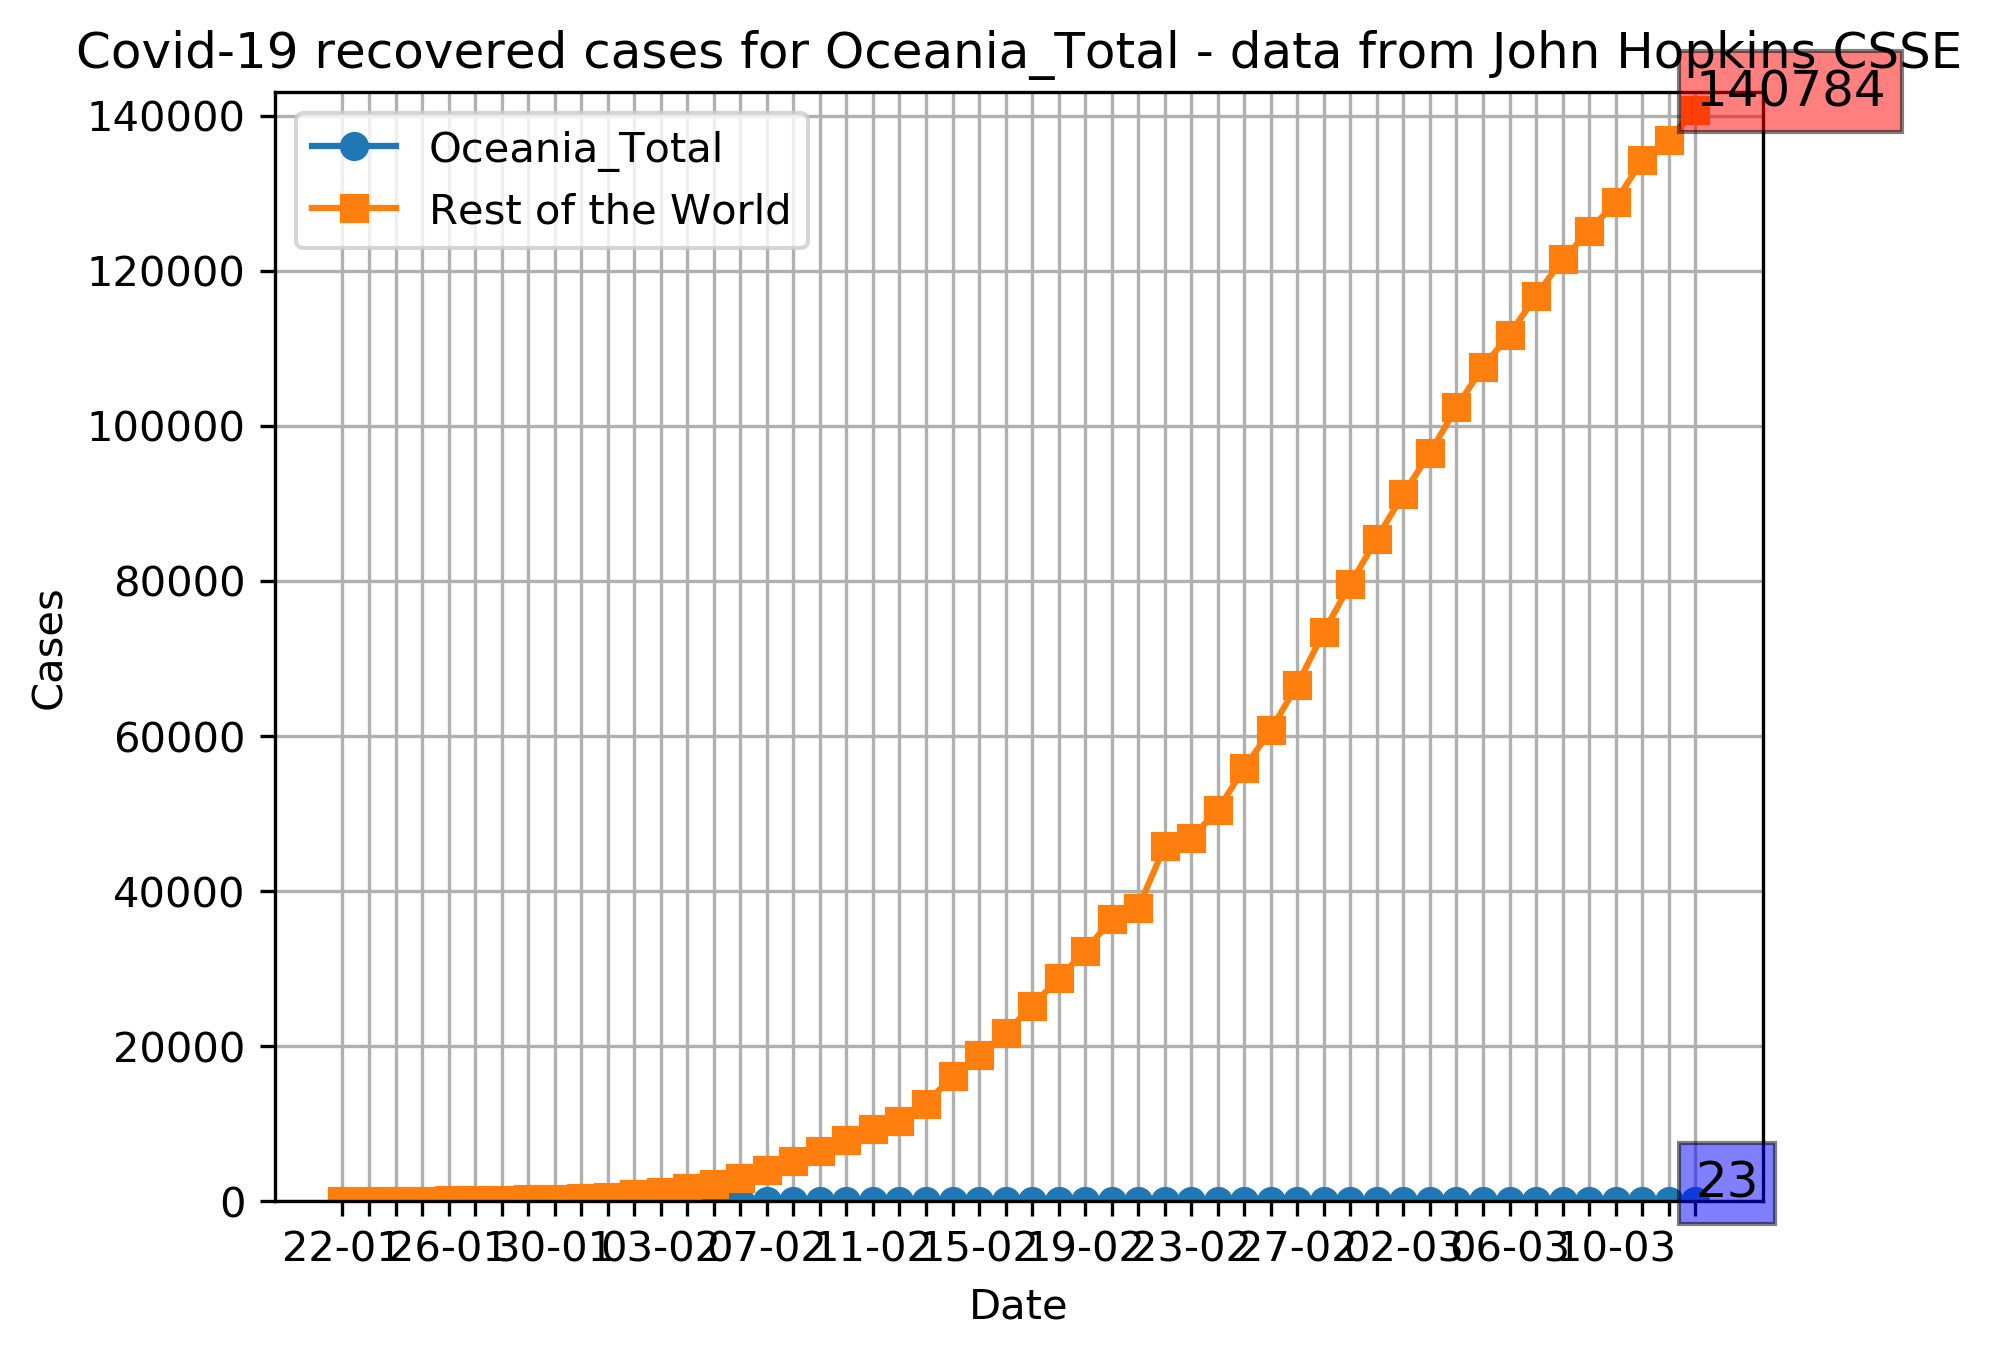 Covid-19 recovered cases for Oceania_Total - data from John Hopkins CSSE
140784
Oceania_Total
Rest of the World
140000
120000
100000
80000
60000
40000
20000
0
Cases
23
22-01 26-01 30-01 03-02 07-02 11-02 15-02 19-02 23-02 27-02 02-03 06-03 10-03
Date